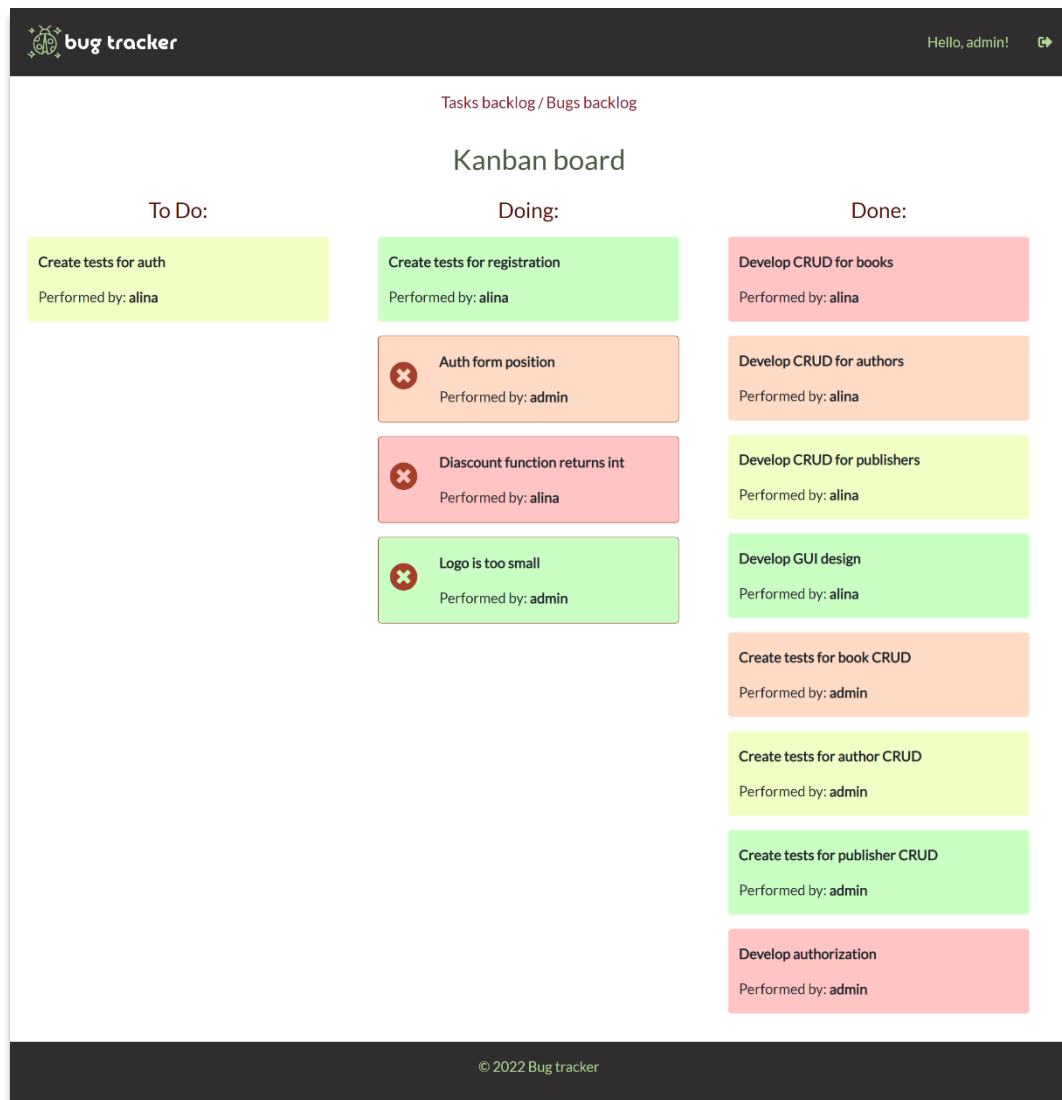 bug tracker
Hello, admin!
Tasks backlog / Bugs backlog
Kanban board
To Do:
Create tests for auth
Performed by: alina
Doing:
Create tests for registration
Performed by: alina
Auth form position
Performed by: admin
Diascount function returns int
Performed by: alina
Logo is too small
Performed by: admin
Done:
Develop CRUD for books
Performed by: alina
Develop CRUD for authors
Performed by: alina
Develop CRUD for publishers
Performed by: alina
Develop GUI design
Performed by: alina
Create tests for book CRUD
Performed by: admin
Create tests for author CRUD
Performed by: admin
Create tests for publisher CRUD
Performed by: admin
Develop authorization
Performed by: admin
© 2022 Bug tracker